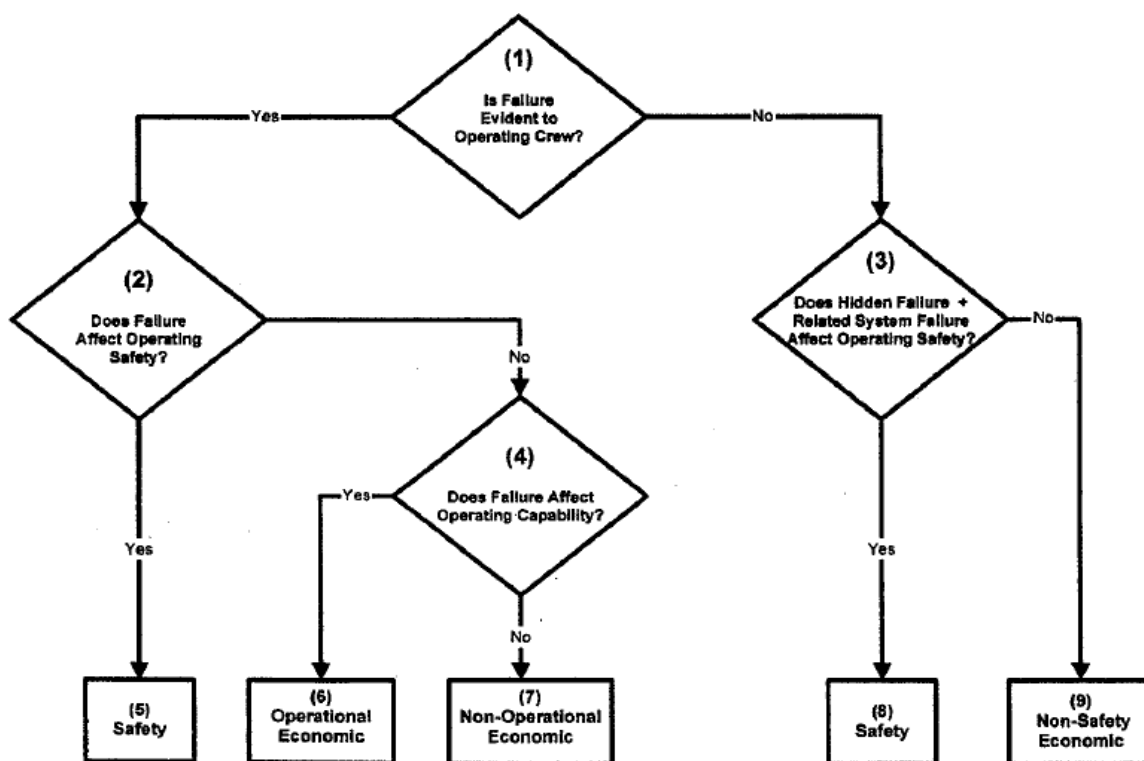 (1)
Is Failure
Evident to
Operating Crew?
Yes
No
(2)
Does Failure
Affect Operating
Safety?
(3)
Does Hidden Failure +
Related System Failure
Affect Operating Safety?
No
No
(4)
Does Failure Affect
Operating Capability?
Yes
Yes
Yes
No
(5)
Safety
(6)
Operational
Economic
(7)
Non-Operational
Economic
(8)
Safety
(9)
Non-Safety
Economic